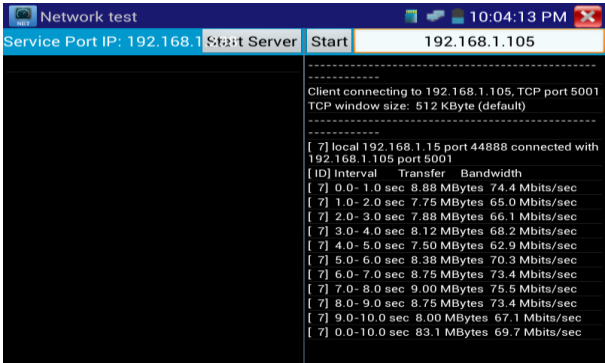 NET
Network test
10:04:13 PM
Service Port IP: 192.168.1
Start Server
Start
192.168.1.105
------------------------------------------------
------------
Client connecting to 192.168.1.105, TCP port 5001
TCP window size: 512 KByte (default)
------------------------------------------------
------------
[ 7] local 192.168.1.15 port 44888 connected with
192.168.1.105 port 5001
[ ID] Interval Transfer Bandwidth
[ 7] 0.0- 1.0 sec 8.88 MBytes 74.4 Mbits/sec
[ 7] 1.0- 2.0 sec 7.75 MBytes 65.0 Mbits/sec
[ 7] 2.0- 3.0 sec 7.88 MBytes 66.1 Mbits/sec
[ 7] 3.0- 4.0 sec 8.12 MBytes 68.2 Mbits/sec
[ 7] 4.0- 5.0 sec 7.50 MBytes 62.9 Mbits/sec
[ 7] 5.0- 6.0 sec 8.38 MBytes 70.3 Mbits/sec
[ 7] 6.0- 7.0 sec 8.75 MBytes 73.4 Mbits/sec
[ 7] 7.0- 8.0 sec 9.00 MBytes 75.5 Mbits/sec
[ 7] 8.0- 9.0 sec 8.75 MBytes 73.4 Mbits/sec
[ 7] 9.0-10.0 sec 8.00 MBytes 67.1 Mbits/sec
[ 7] 0.0-10.0 sec 83.1 MBytes 69.7 Mbits/sec